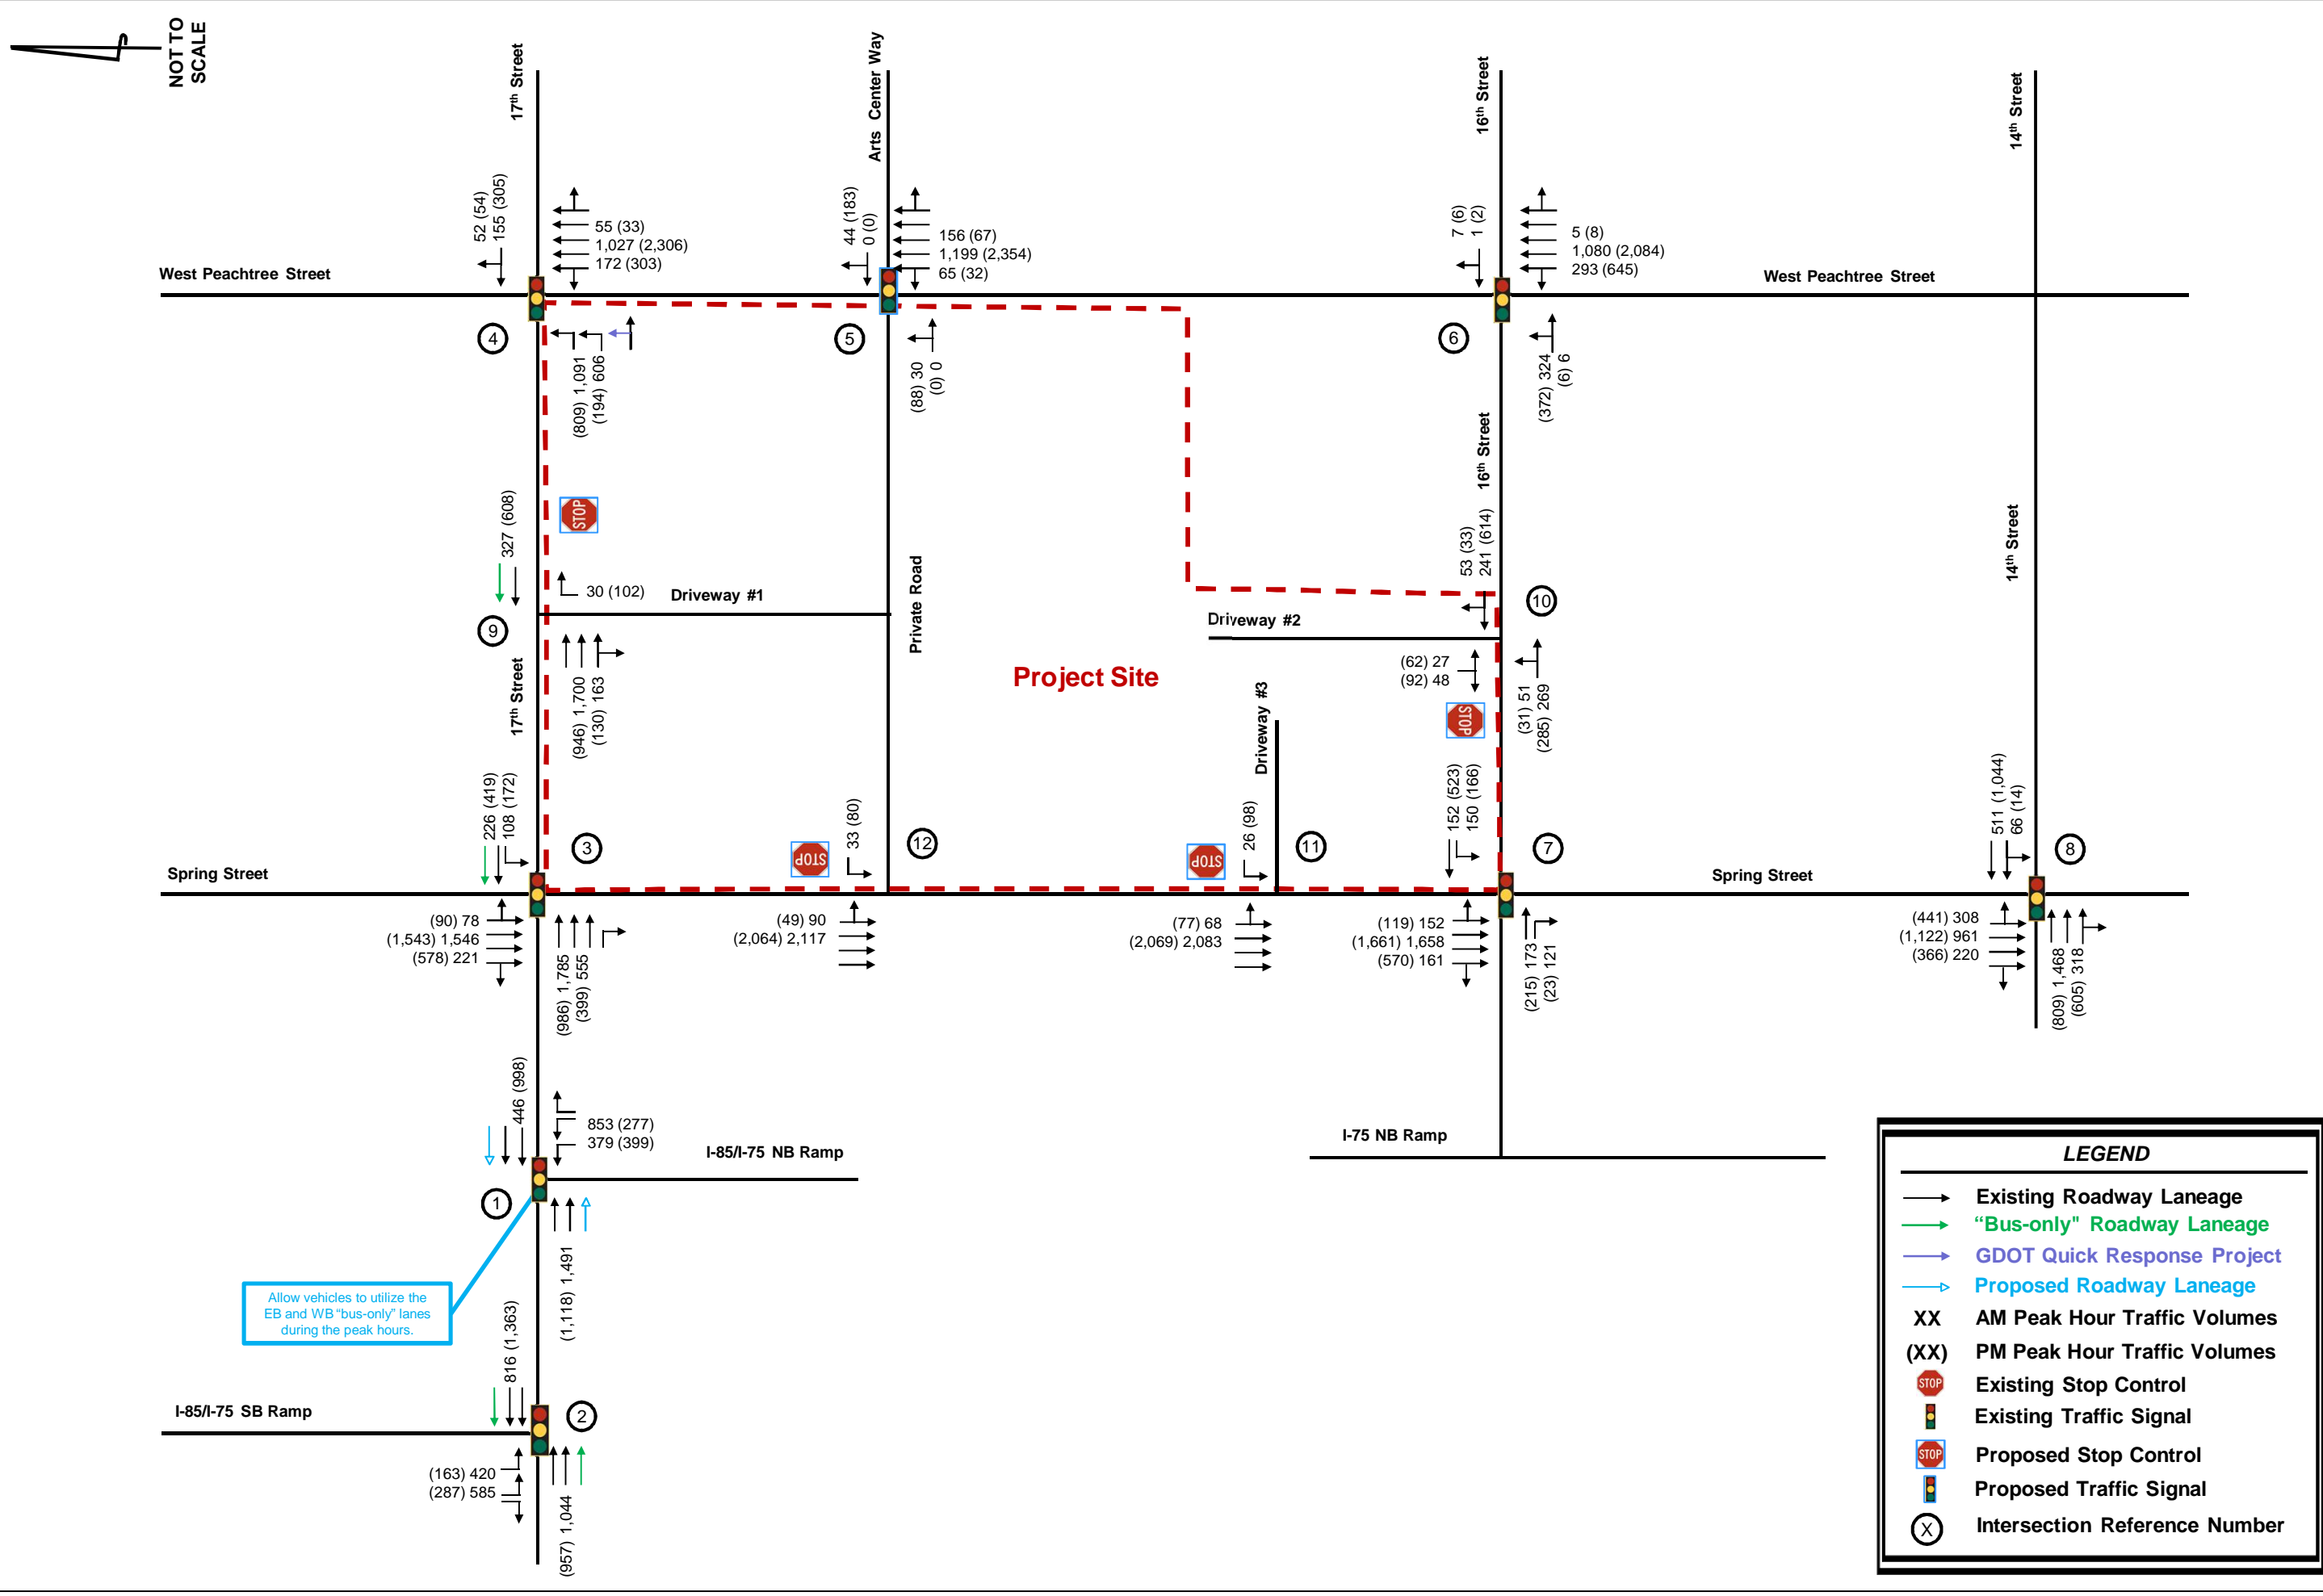 NOT TO
SCALE
17th Street
Arts Center Way
16th Street
14th Street
52 (54)
155 (305)
55 (33)
1,027 (2,306)
172 (303)
44 (183)
0 (0)
156 (67)
1,199 (2,354)
65 (32)
7 (6)
1 (2)
5 (8)
1,080 (2,084)
293 (645)
West Peachtree Street
West Peachtree Street
4
5
6
(809) 1,091
(194) 606
(88) 30
(0) 0
(372) 324
(6) 6
16th Street
14th Street
327 (608)
STOP
30 (102)
Driveway #1
9
17th Street
(946) 1,700
(130) 163
Private Road
Project Site
53 (33)
241 (614)
10
Driveway #2
(62) 27
(92) 48
STOP
(31) 51
(285) 269
Driveway #3
226 (419)
108 (172)
3
STOP
33 (80)
12
STOP
26 (98)
11
152 (523)
150 (166)
7
511 (1,044)
66 (14)
8
Spring Street
Spring Street
(90) 78
(1,543) 1,546
(578) 221
(986) 1,785
(399) 555
(49) 90
(2,064) 2,117
(77) 68
(2,069) 2,083
(119) 152
(1,661) 1,658
(570) 161
(215) 173
(23) 121
(441) 308
(1,122) 961
(366) 220
(809) 1,468
(605) 318
446 (998)
853 (277)
379 (399)
I-85/I-75 NB Ramp
I-75 NB Ramp
1
(1,118) 1,491
Allow vehicles to utilize the
EB and WB “bus-only” lanes
during the peak hours.
816 (1,363)
I-85/I-75 SB Ramp
2
(163) 420
(287) 585
(957) 1,044
LEGEND
Existing Roadway Laneage
“Bus-only" Roadway Laneage
GDOT Quick Response Project
Proposed Roadway Laneage
XX AM Peak Hour Traffic Volumes
(XX) PM Peak Hour Traffic Volumes
STOP Existing Stop Control
Existing Traffic Signal
STOP Proposed Stop Control
Proposed Traffic Signal
X Intersection Reference Number